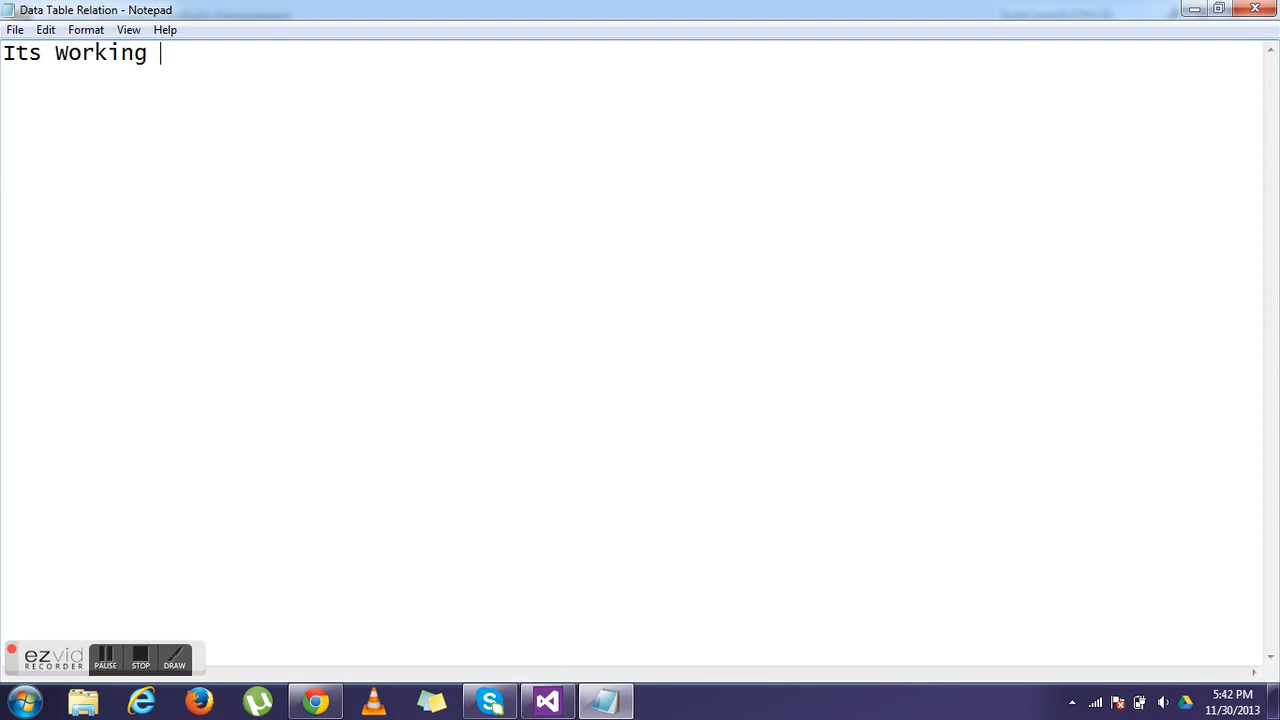 Data Table Relation - Notepad
File Edit Format View Help
Its Working
ezvid
RECORDER
PAUSE STOP DRAW
5:42 PM
11/30/2013